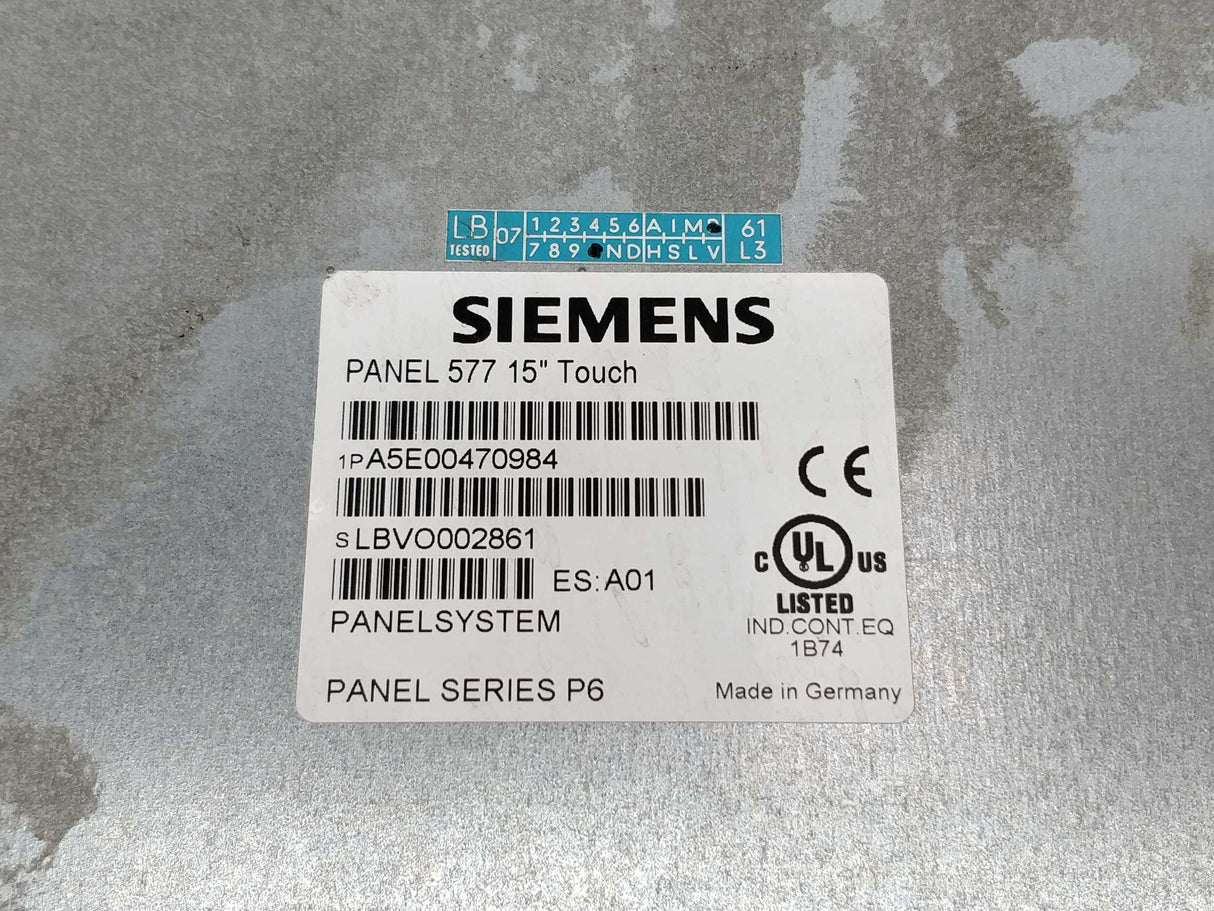 LB 07 1 2 3 4 5 6 A I M 61
TESTED 7 8 9 N D H S L V L3
SIEMENS
PANEL 577 15" Touch
1P A5E00470984
S LBVO002861
ES: A01
PANELSYSTEM
PANEL SERIES P6
CE
C UL US
LISTED
IND.CONT.EQ
1B74
Made in Germany